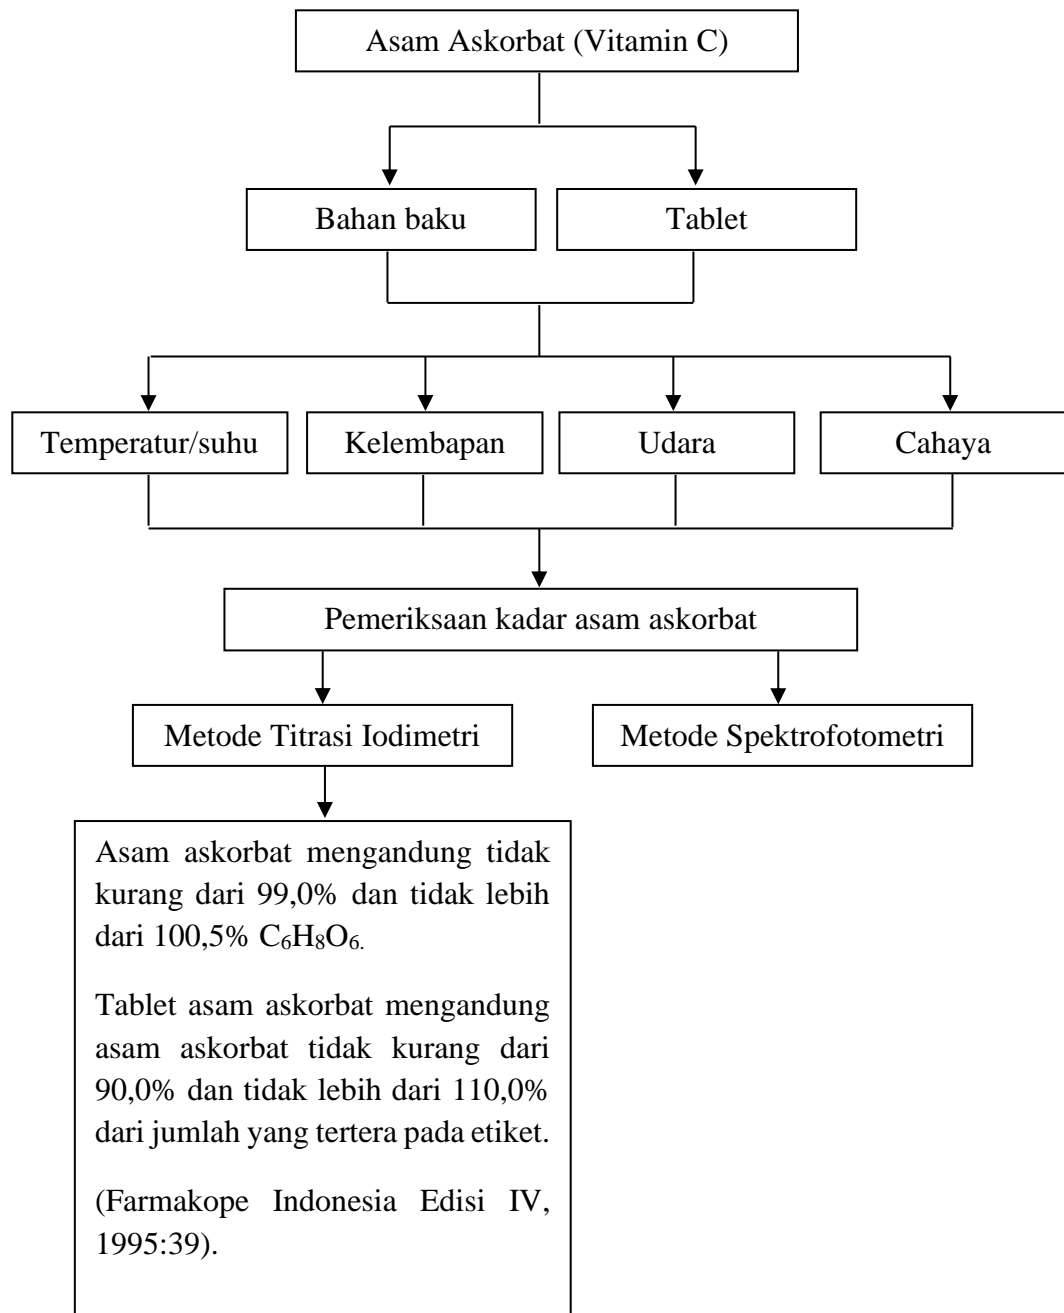 Asam Askorbat (Vitamin C)
Bahan baku
Tablet
Temperatur/suhu
Kelembapan
Udara
Cahaya
Pemeriksaan kadar asam askorbat
Metode Titrasi Iodimetri
Metode Spektrofotometri
Asam askorbat mengandung tidak
kurang dari 99,0% dan tidak lebih
dari 100,5% C₆H₈O₆.
Tablet asam askorbat mengandung
asam askorbat tidak kurang dari
90,0% dan tidak lebih dari 110,0%
dari jumlah yang tertera pada etiket.
(Farmakope Indonesia Edisi IV,
1995:39).